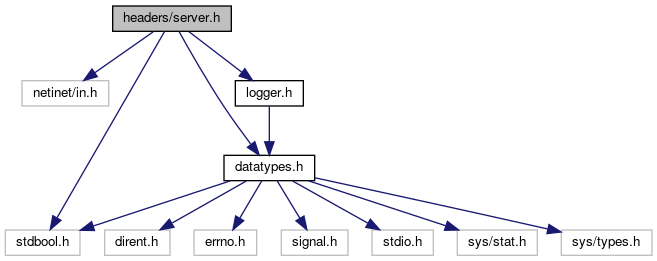 headers/server.h
netinet/in.h
logger.h
datatypes.h
stdbool.h
dirent.h
errno.h
signal.h
stdio.h
sys/stat.h
sys/types.h